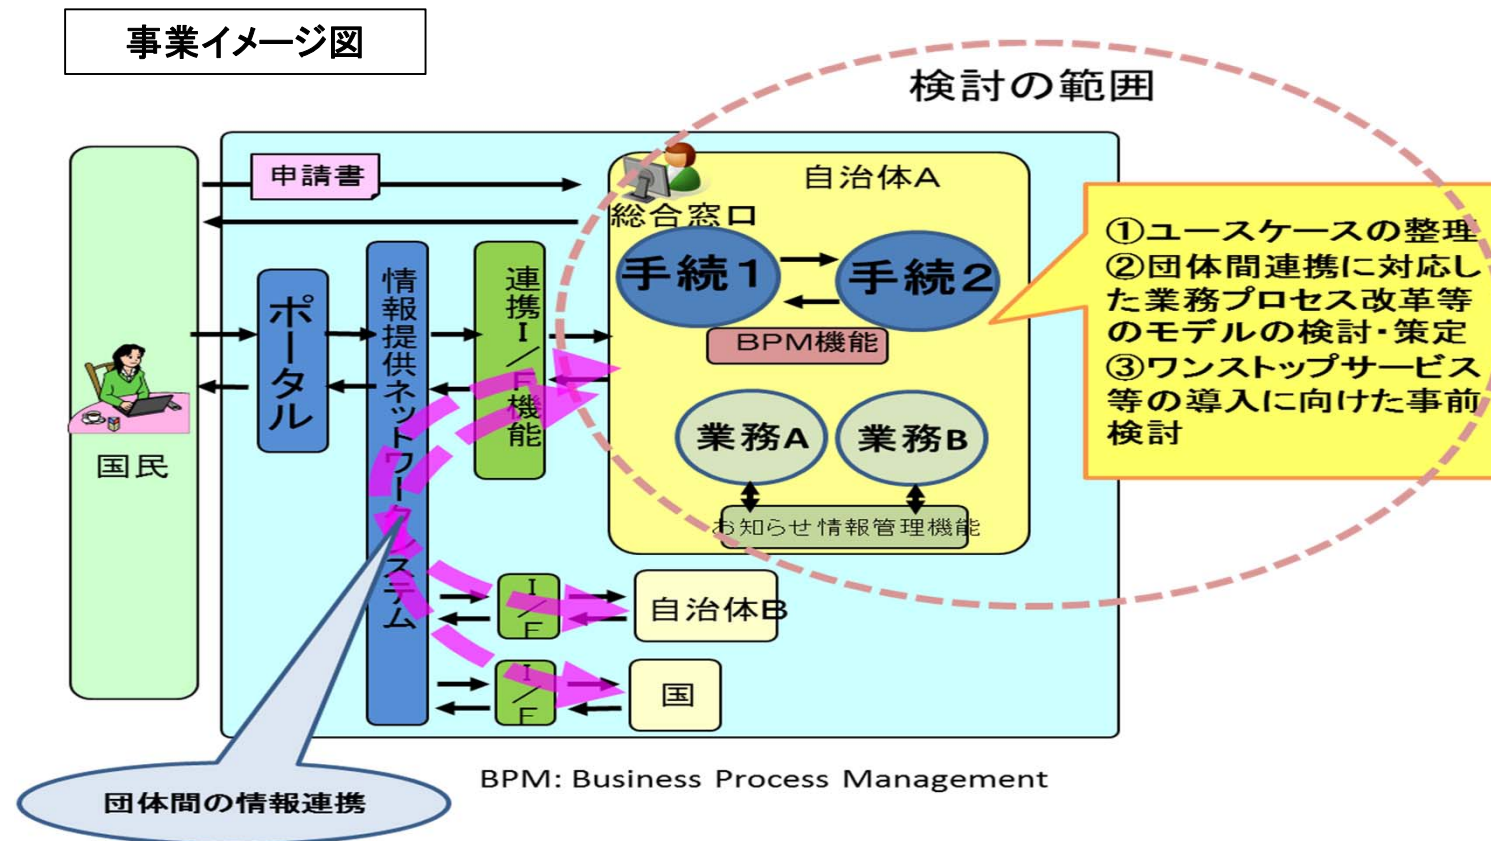 事業イメージ図
検討の範囲
申請書
自治体A
総合窓口
手続1
手続2
BPM機能
業務A
業務B
お知らせ情報管理機能
国民
ポータル
情報提供ネットワークシステム
連携I/F機能
I/F
自治体B
I/F
国
①ユースケースの整理
②団体間連携に対応し
た業務プロセス改革等
のモデルの検討・策定
③ワンストップサービス
等の導入に向けた事前
検討
団体間の情報連携
BPM: Business Process Management